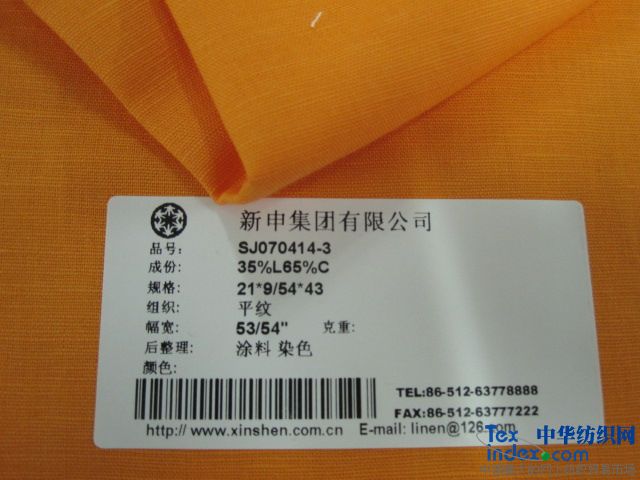 新申集团有限公司
品号: SJ070414-3
成份: 35%L65%C
规格: 21*9/54*43
组织: 平纹
幅宽: 53/54" 克重:
后整理: 涂料 染色
颜色:
TEL:86-512-63778888
FAX:86-512-63777222
http://www.xinshen.com.cn E-mail: linen@126.com
Tex 中华纺织网
index.com